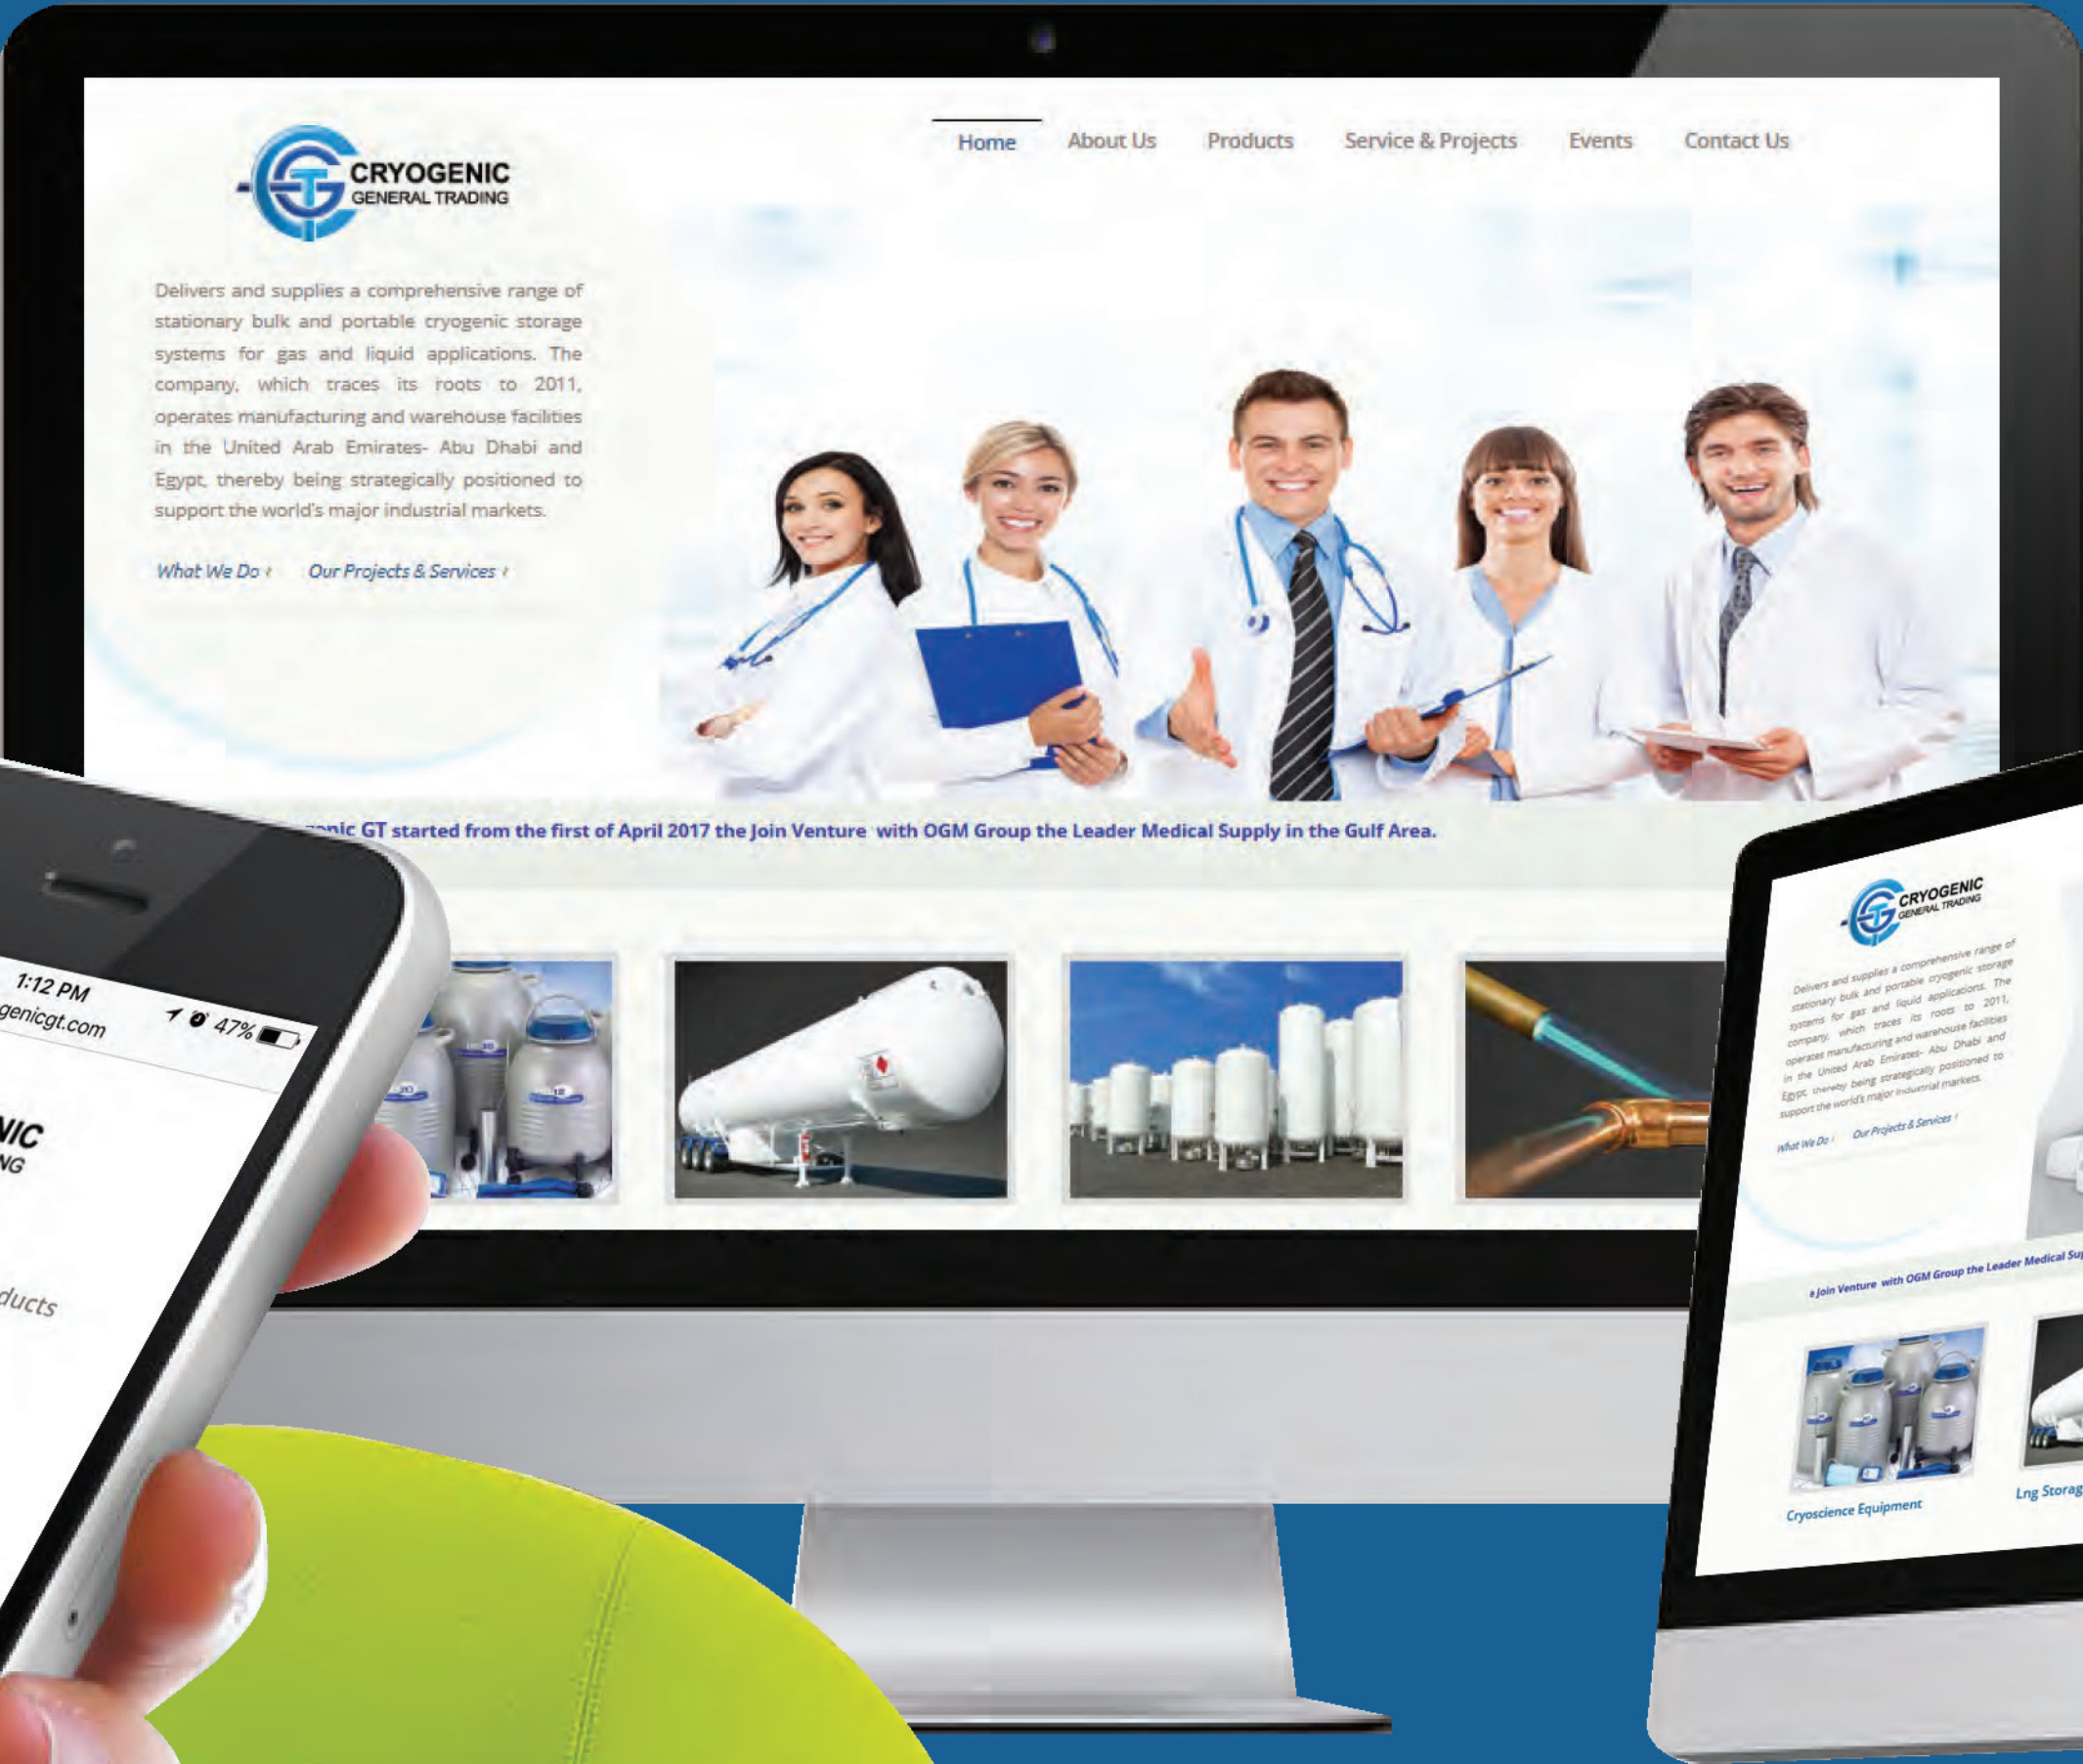 CRYOGENIC
GENERAL TRADING
Home About Us Products Service & Projects Events Contact Us
Delivers and supplies a comprehensive range of
stationary bulk and portable cryogenic storage
systems for gas and liquid applications. The
company, which traces its roots to 2011,
operates manufacturing and warehouse facilities
in the United Arab Emirates- Abu Dhabi and
Egypt, thereby being strategically positioned to
support the world's major industrial markets.
What We Do Our Projects & Services
GT started from the first of April 2017 the Join Venture with OGM Group the Leader Medical Supply in the Gulf Area.
1:12 PM
47%
genicgt.com
NIC
NG
ducts
CRYOGENIC
GENERAL TRADING
Delivers and supplies a comprehensive range of
stationary bulk and portable cryogenic storage
systems for gas and liquid applications. The
company, which traces its roots to 2011,
operates manufacturing and warehouse facilities
in the United Arab Emirates- Abu Dhabi and
Egypt, thereby being strategically positioned to
support the world's major industrial markets.
What We Do Our Projects & Services
e Join Venture with OGM Group the Leader Medical Sup
Cryoscience Equipment
Lng Storag